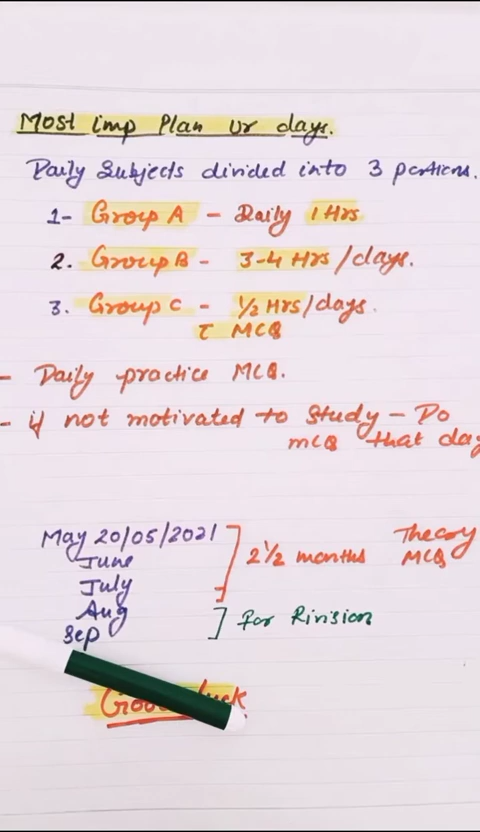 Most imp Plan ur days.
Daily Subjects divided into 3 portions.
1- Group A - Daily 1 Hrs
2. Group B - 3-4 Hrs/days.
3. Group C - ½ Hrs/days.
MCQ
- Daily practice MCQ.
- if not motivated to Study - Do
MCQ that day
May 20/05/2021
June
July
Aug
Sep
2½ months
Theory
MCQ
for Rivision